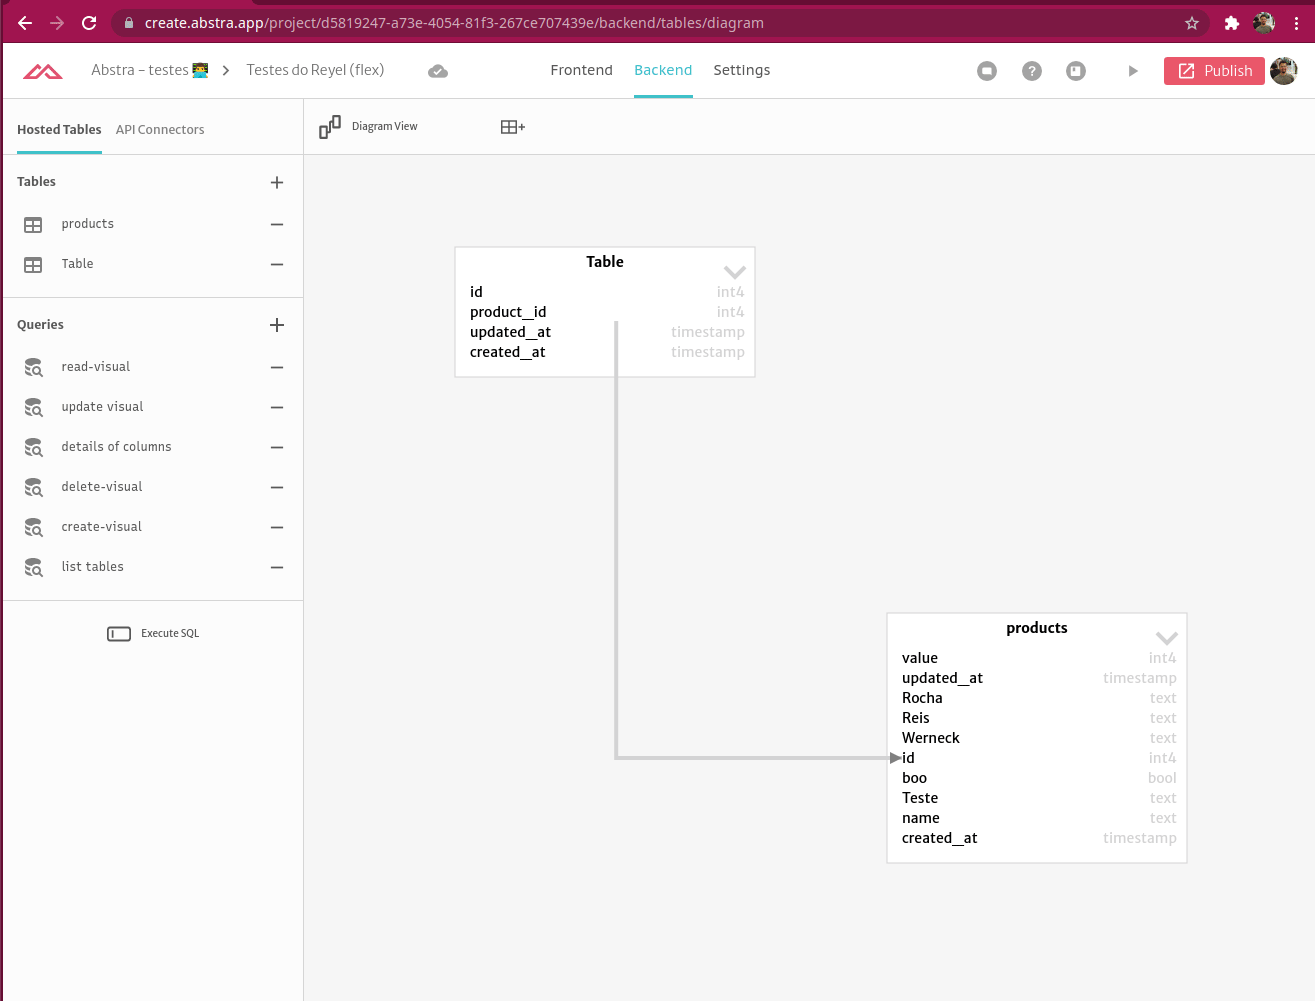 create.abstra.app/project/d5819247-a73e-4054-81f3-267ce707439e/backend/tables/diagram
Abstra – testes 👨‍💻 > Testes do Reyel (flex)
Frontend Backend Settings
Publish
Hosted Tables API Connectors
Diagram View
Tables
products
Table
Queries
read-visual
update visual
details of columns
delete-visual
create-visual
list tables
Execute SQL
Table
id int4
product_id int4
updated_at timestamp
created_at timestamp
products
value int4
updated_at timestamp
Rocha text
Reis text
Werneck text
id int4
boo bool
Teste text
name text
created_at timestamp